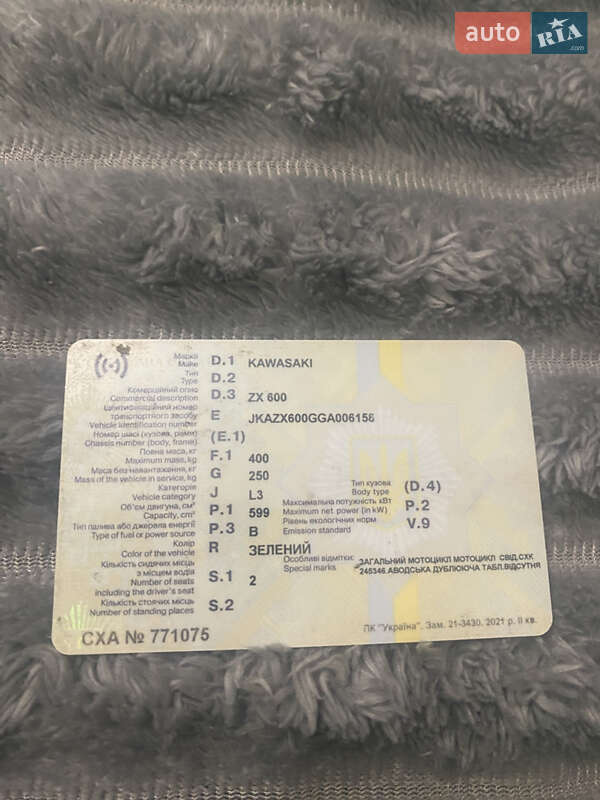 auto RIA.com
Марка
Make D.1 KAWASAKI
Тип
Type D.2
Комерційний опис
Commercial description D.3 ZX 600
Ідентифікаційний номер
транспортного засобу
Vehicle identification number E JKAZX600GGA006158
Номер шасі (кузова, рами)
Chassis number (body, frame) (E.1)
Повна маса, кг
Maximum mass, kg F.1 400
Маса без навантаження, кг
Mass of the vehicle in service, kg G 250
Категорія
Vehicle category J L3
Об'єм двигуна, см³
Capacity, cm³ P.1 599
Тип палива або джерела енергії
Type of fuel or power source P.3 B
Колір
Color of the vehicle R ЗЕЛЕНИЙ
Кількість сидячих місць
з місцем водія
Number of seats
including the driver's seat S.1 2
Кількість стоячих місць
Number of standing places S.2
Тип кузова
Body type (D.4)
Максимальна потужність кВт
Maximum net power (in kW) P.2
Рівень екологічних норм
Emission standard V.9
Особливі відмітки:
Special marks
ЗАГАЛЬНИЙ МОТОЦИКЛ МОТОЦИКЛ СВІД.СХК
245346.АВОДСЬКА ДУБЛЮЮЧА ТАБЛ.ВІДСУТНЯ
СХА № 771075
ПК "Україна", Зам. 21-3430, 2021 р. II кв.